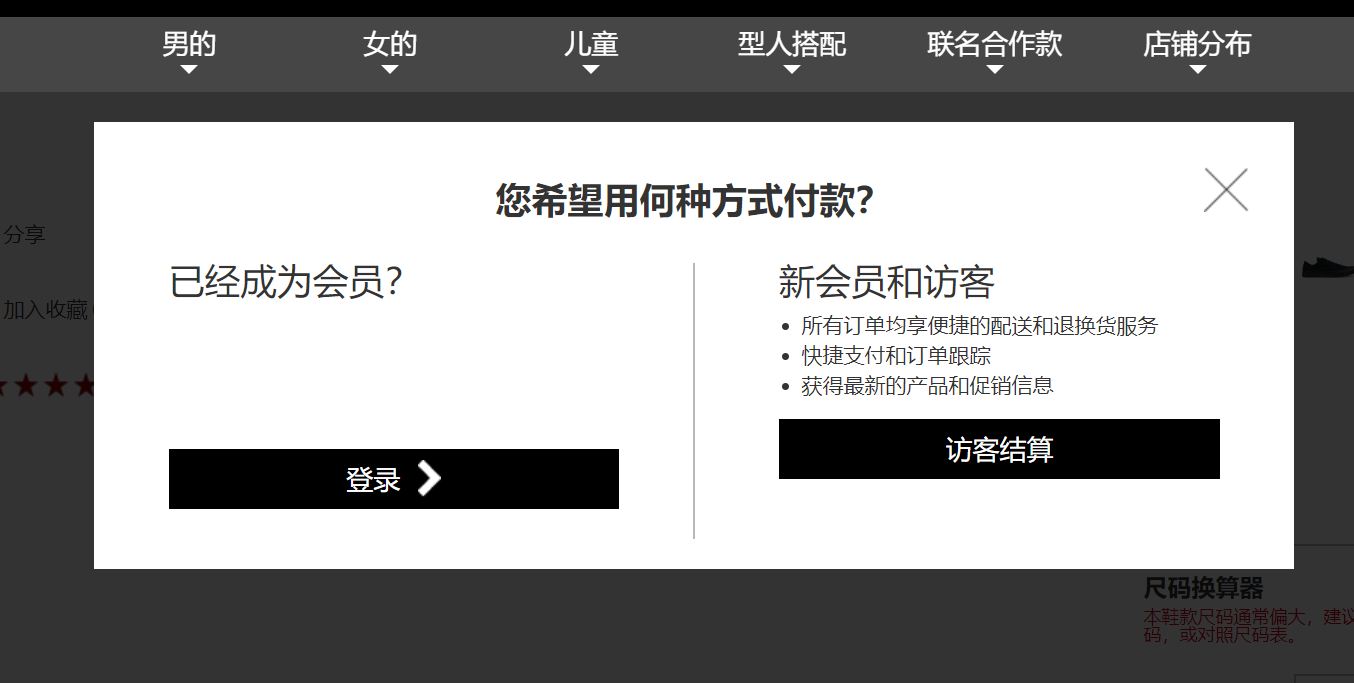 男的 女的 儿童 型人搭配 联名合作款 店铺分布
您希望用何种方式付款？
分享
加入收藏
已经成为会员？
登录
新会员和访客
所有订单均享便捷的配送和退换货服务
快捷支付和订单跟踪
获得最新的产品和促销信息
访客结算
尺码换算器
本鞋款尺码通常偏大，建议
码，或对照尺码表。